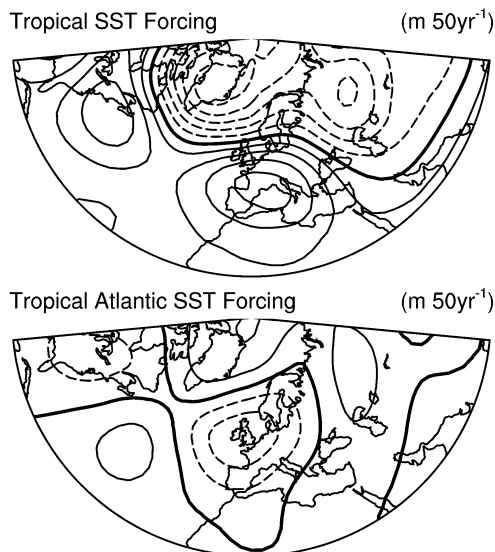 Tropical SST Forcing (m 50yr⁻¹)
Tropical Atlantic SST Forcing (m 50yr⁻¹)